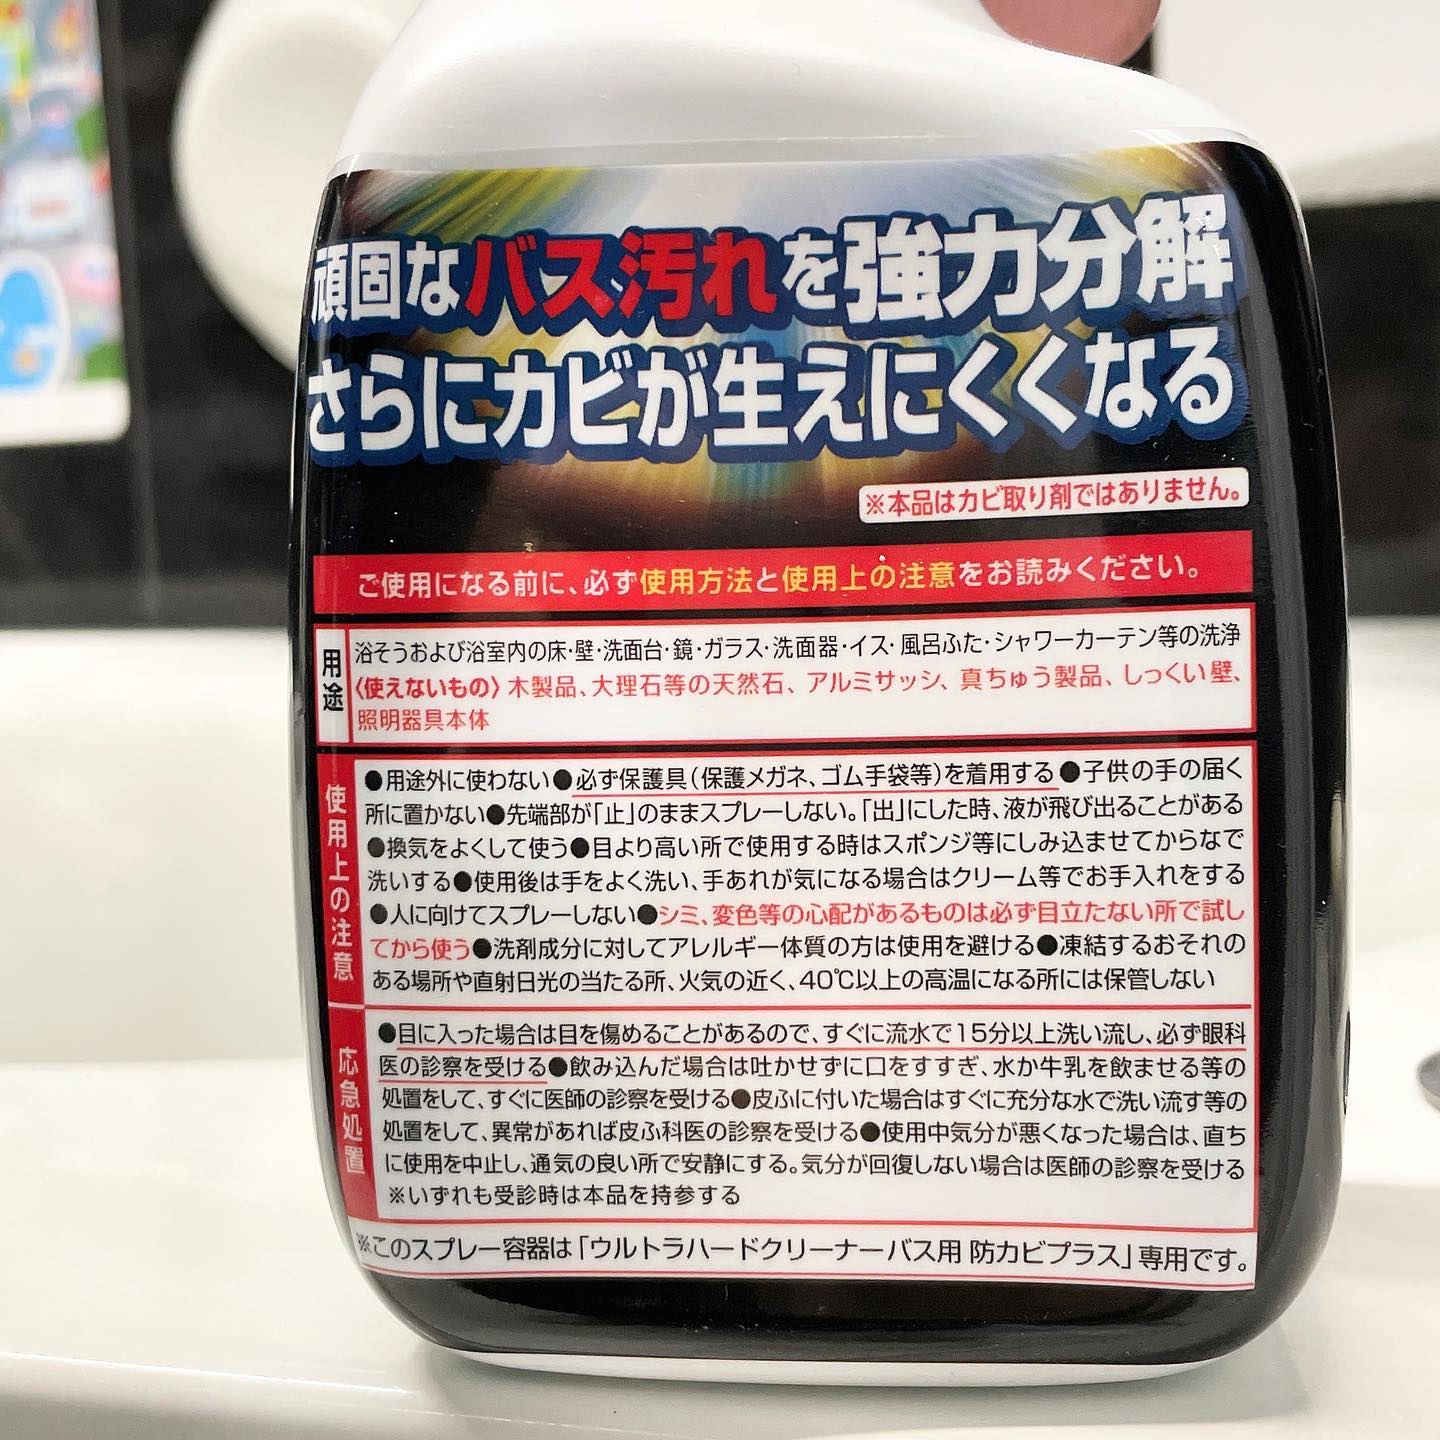 頑固なバス汚れを強力分解
さらにカビが生えにくくなる
※本品はカビ取り剤ではありません。
ご使用になる前に、必ず使用方法と使用上の注意をお読みください。
用途
浴そうおよび浴室内の床・壁・洗面台・鏡・ガラス・洗面器・イス・風呂ふた・シャワーカーテン等の洗浄
〈使えないもの〉木製品、大理石等の天然石、アルミサッシ、真ちゅう製品、しっくい壁、
照明器具本体
使用上の注意
●用途外に使わない●必ず保護具（保護メガネ、ゴム手袋等）を着用する●子供の手の届く
所に置かない●先端部が「止」のままスプレーしない。「出」にした時、液が飛び出ることがある
●換気をよくして使う●目より高い所で使用する時はスポンジ等にしみ込ませてからなで
洗いする●使用後は手をよく洗い、手あれが気になる場合はクリーム等でお手入れをする
●人に向けてスプレーしない●シミ、変色等の心配があるものは必ず目立たない所で試し
てから使う●洗剤成分に対してアレルギー体質の方は使用を避ける●凍結するおそれの
ある場所や直射日光の当たる所、火気の近く、40℃以上の高温になる所には保管しない
応急処置
●目に入った場合は目を傷めることがあるので、すぐに流水で15分以上洗い流し、必ず眼科
医の診察を受ける●飲み込んだ場合は吐かせずに口をすすぎ、水か牛乳を飲ませる等の
処置をして、すぐに医師の診察を受ける●皮ふに付いた場合はすぐに充分な水で洗い流す等の
処置をして、異常があれば皮ふ科医の診察を受ける●使用中気分が悪くなった場合は、直ち
に使用を中止し、通気の良い所で安静にする。気分が回復しない場合は医師の診察を受ける
※いずれも受診時は本品を持参する
※このスプレー容器は「ウルトラハードクリーナー バス用 防カビプラス」専用です。